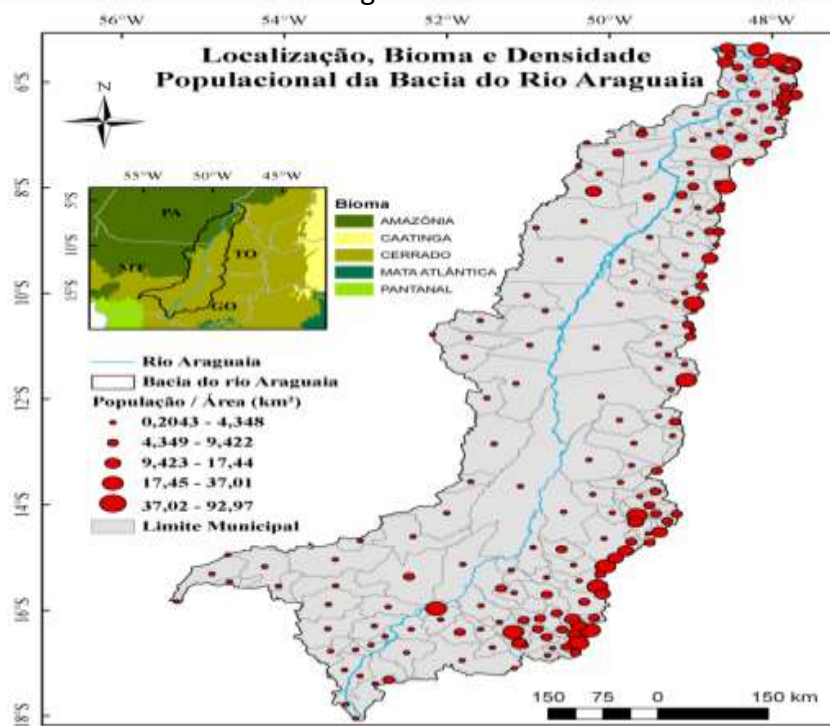 56°W 54°W 52°W 50°W 48°W
Localização, Bioma e Densidade
Populacional da Bacia do Rio Araguaia
6°S
8°S
10°S
12°S
14°S
16°S
18°S
Z
55°W 50°W 45°W
5°S
10°S
15°S
PA
MT
TO
GO
Bioma
AMAZÔNIA
CAATINGA
CERRADO
MATA ATLÂNTICA
PANTANAL
Rio Araguaia
Bacia do rio Araguaia
População / Área (km²)
0,2043 - 4,348
4,349 - 9,422
9,423 - 17,44
17,45 - 37,01
37,02 - 92,97
Limite Municipal
150 75 0 150 km